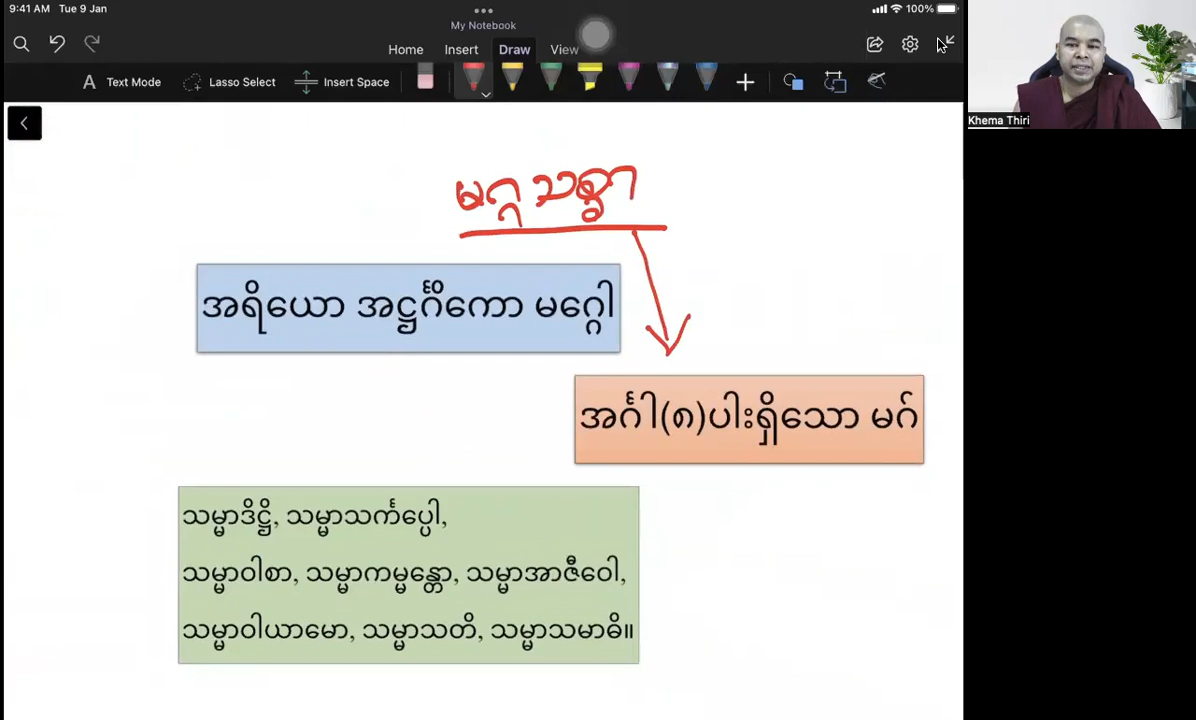 9:41 AM Tue 9 Jan
100%
My Notebook
Home Insert Draw View
Text Mode Lasso Select Insert Space
Khema Thiri
မဂ္ဂ သစ္စာ
အရိယော အဋ္ဌင်္ဂိကော မဂ္ဂေါ
အင်္ဂါ(၈)ပါးရှိသော မဂ်
သမ္မာဒိဋ္ဌိ, သမ္မာသင်္ကပ္ပေါ,
သမ္မာဝါစာ, သမ္မာကမ္မန္တော, သမ္မာအာဇီဝေါ,
သမ္မာဝါယာမော, သမ္မာသတိ, သမ္မာသမာဓိ။